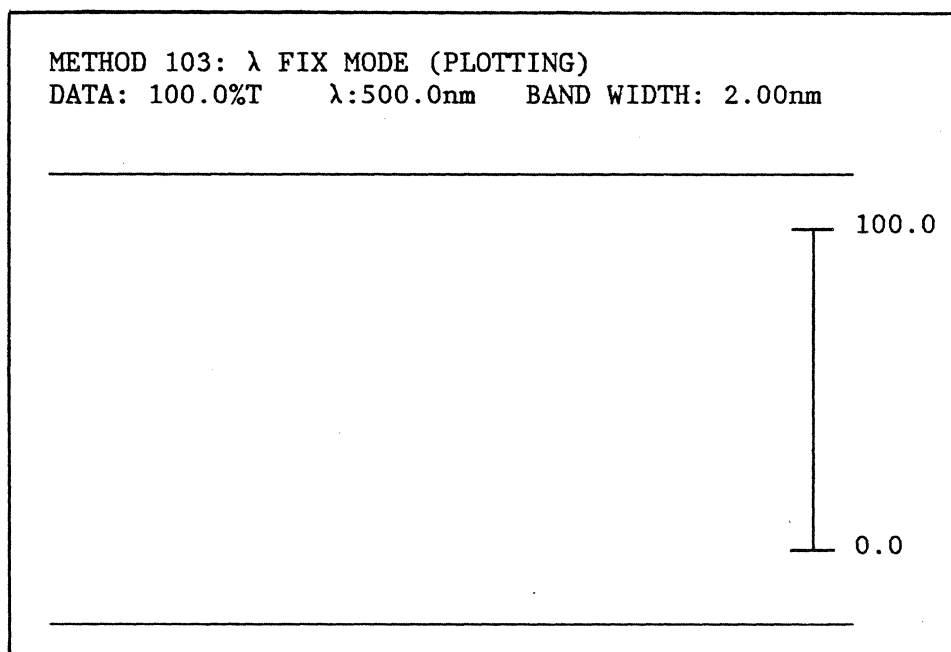 METHOD 103: λ FIX MODE (PLOTTING)
DATA: 100.0%T λ:500.0nm BAND WIDTH: 2.00nm
100.0
0.0